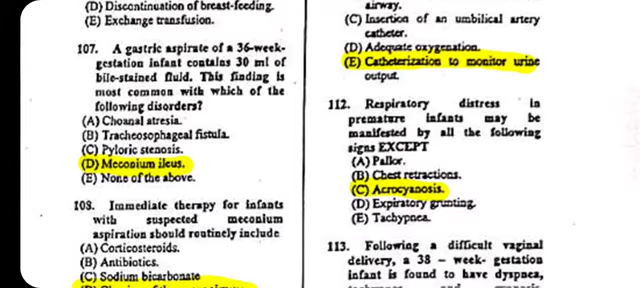 (D) Discontinuation of breast-feeding.
(E) Exchange transfusion.
107. A gastric aspirate of a 36-week-
gestation infant contains 30 ml of
bile-stained fluid. This finding is
most common with which of the
following disorders?
(A) Choanal atresia.
(B) Tracheosophageal fistula.
(C) Pyloric stenosis.
(D) Meconium ileus.
(E) None of the above.
108. Immediate therapy for infants
with suspected meconium
aspiration should routinely include
(A) Corticosteroids.
(B) Antibiotics.
(C) Sodium bicarbonate
airway.
(C) Insertion of an umbilical artery
catheter.
(D) Adequate oxygenation.
(E) Catheterization to monitor urine
output.
112. Respiratory distress in
premature infants may be
manifested by all the following
signs EXCEPT
(A) Pallor.
(B) Chest retractions.
(C) Acrocyanosis.
(D) Expiratory grunting.
(E) Tachypnea.
113. Following a difficult vaginal
delivery, a 38 – week- gestation
infant is found to have dyspnea,